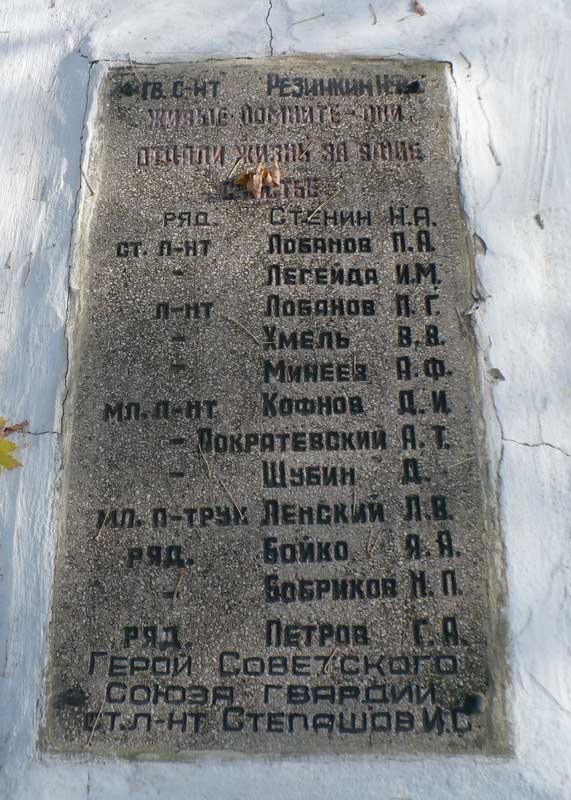 ГВ. С-НТ РЕЗИНКИН
ЖИВЫЕ ПОМНИТЕ - ОНИ
ОТДАЛИ ЖИЗНЬ ЗА ВАШЕ
РЯД. СТЕНИН Н.А.
СТ. Л-НТ ЛОБАНОВ П.А.
-"- ЛЕГЕЙДА И.М.
Л-НТ ЛОБАНОВ П.Г.
-"- ХМЕЛЬ В.В.
-"- МИНЕЕВ А.Ф.
МЛ. Л-НТ КОФНОВ Д.И.
-"- ПОКРАТЕВСКИЙ А.Т.
-"- ШУБИН Д.
МЛ. П-ТРУК ЛЕНСКИЙ Л.В.
РЯД. БОЙКО А.А.
-"- БОБРИКОВ Н.П.
РЯД. ПЕТРОВ Г.А.
ГЕРОЙ СОВЕТСКОГО
СОЮЗА ГВАРДИИ
СТ.Л-НТ СТЕПАШОВ И.С